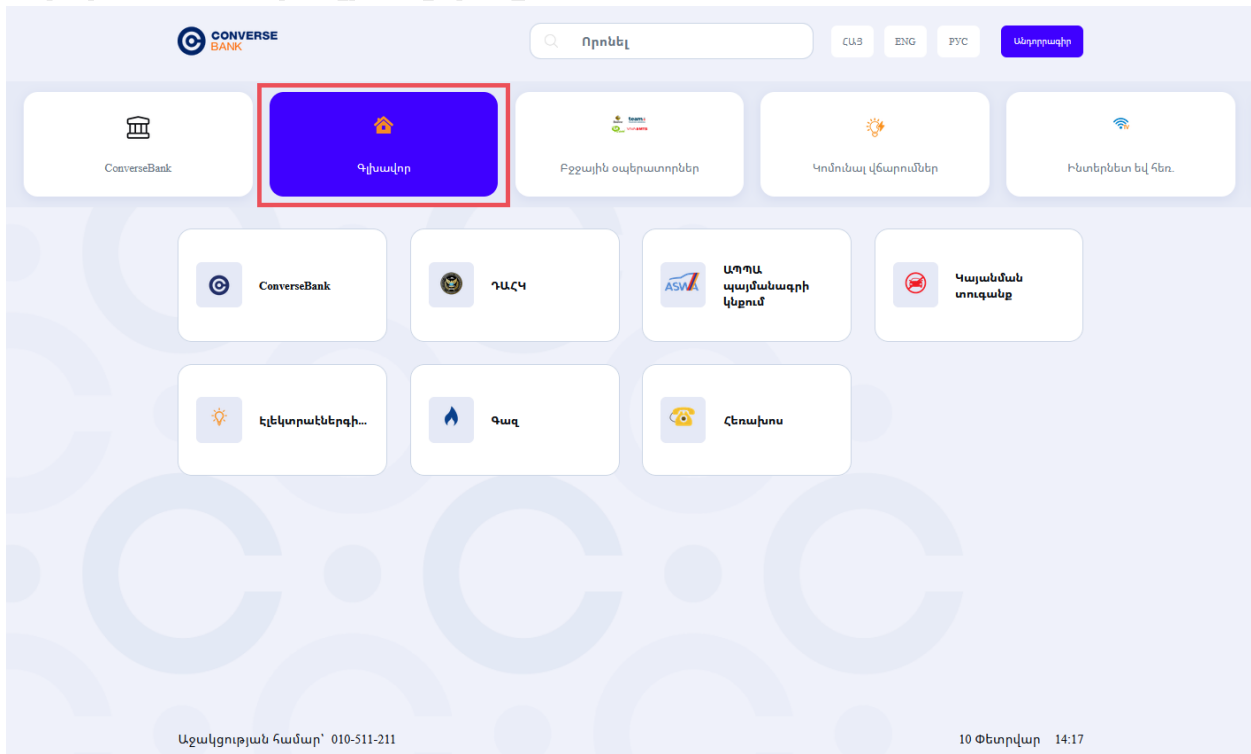 CONVERSE
BANK
Որոնել
ՀԱՅ
ENG
РУС
Անդորրագիր
ConverseBank
Գլխավոր
Բջջային օպերատորներ
Կոմունալ վճարումներ
Ինտերնետ եվ հեռ.
ConverseBank
ԴԱՀԿ
ԱՊՊԱ
պայմանագրի
կնքում
Կայանման
տուգանք
ASWA
Էլեկտրաէներգի...
Գազ
Հեռախոս
Աջակցության համար՝ 010-511-211
10 Փետրվար 14:17